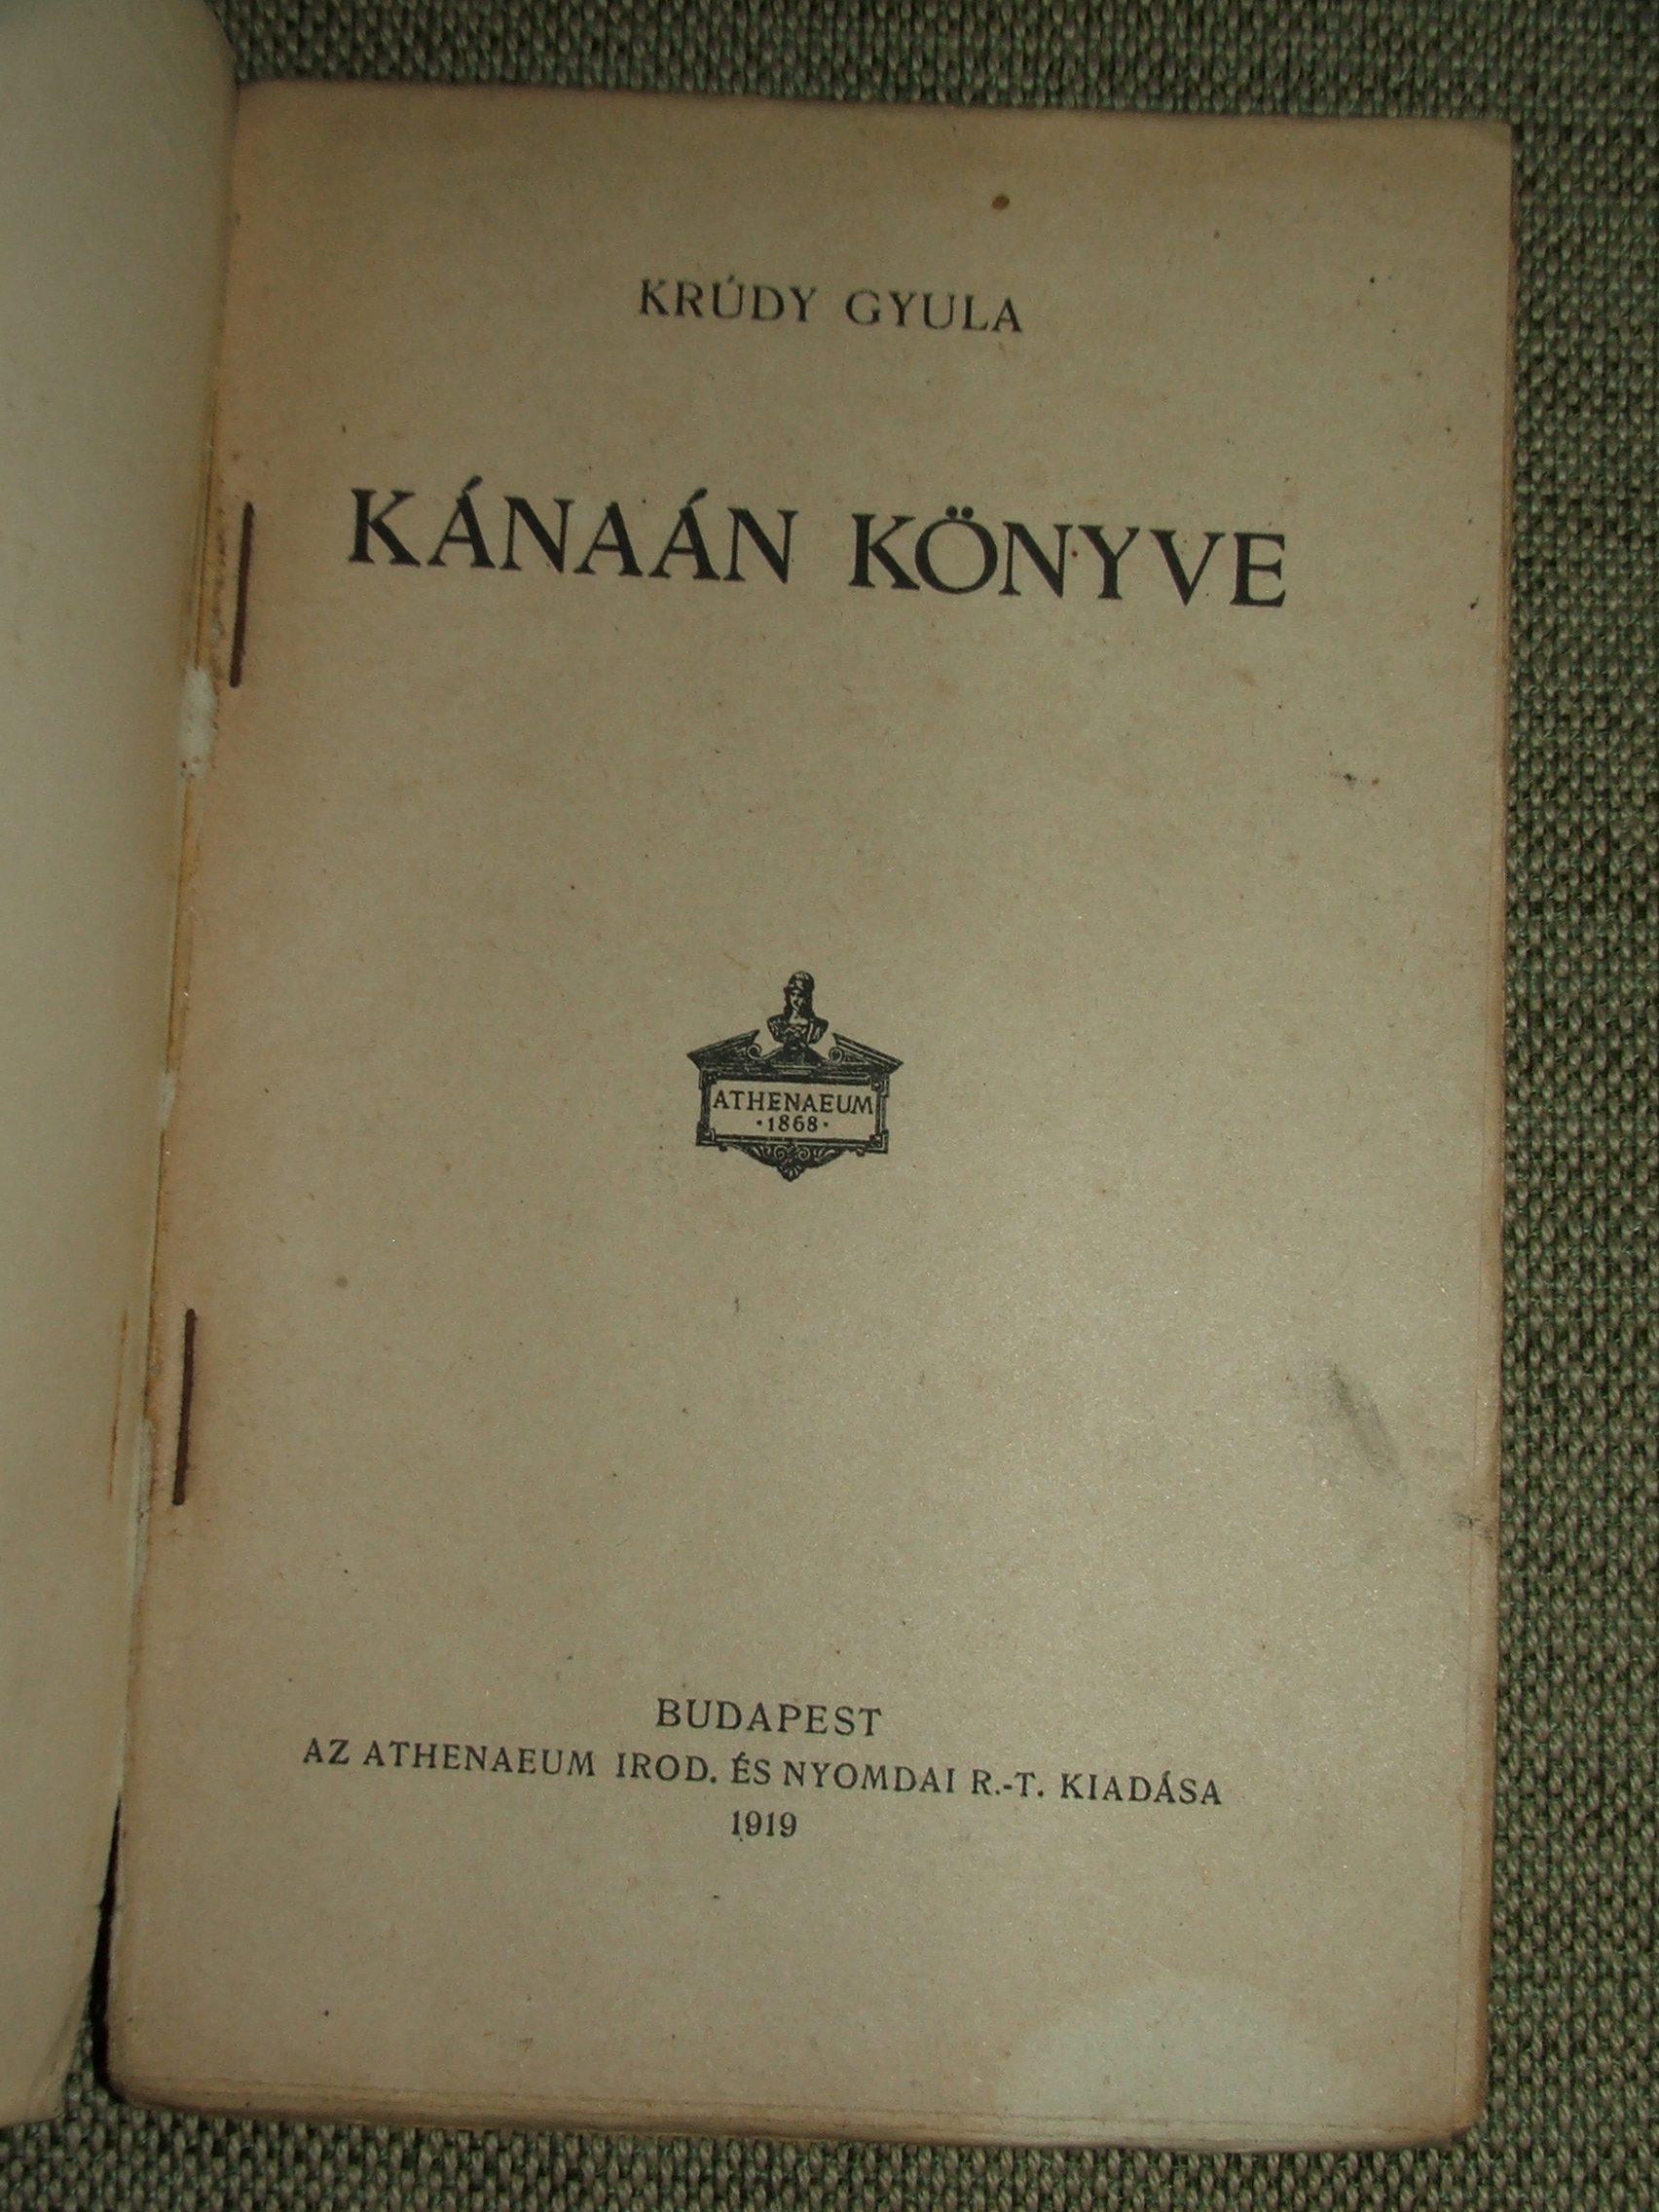 KRÚDY GYULA
KÁNAÁN KÖNYVE
ATHENAEUM
·1868·
BUDAPEST
AZ ATHENAEUM IROD. ÉS NYOMDAI R.-T. KIADÁSA
1919